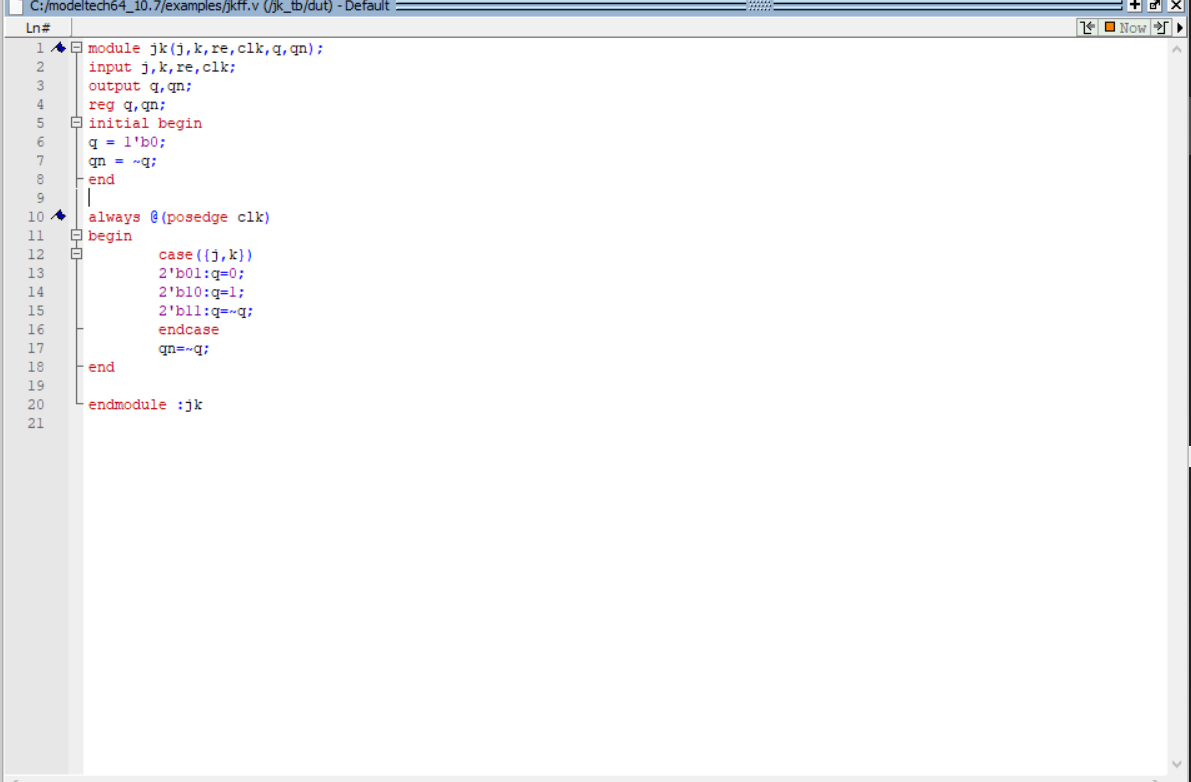 C:/modeltech64_10.7/examples/jkff.v (/jk_tb/dut) - Default
Ln#
Now
1 module jk(j,k,re,clk,q,qn);
2 input j,k,re,clk;
3 output q,qn;
4 reg q,qn;
5 initial begin
6 q = 1'b0;
7 qn = ~q;
8 end
9
10 always @(posedge clk)
11 begin
12 case({j,k})
13 2'b01:q=0;
14 2'b10:q=1;
15 2'b11:q=~q;
16 endcase
17 qn=~q;
18 end
19
20 endmodule :jk
21